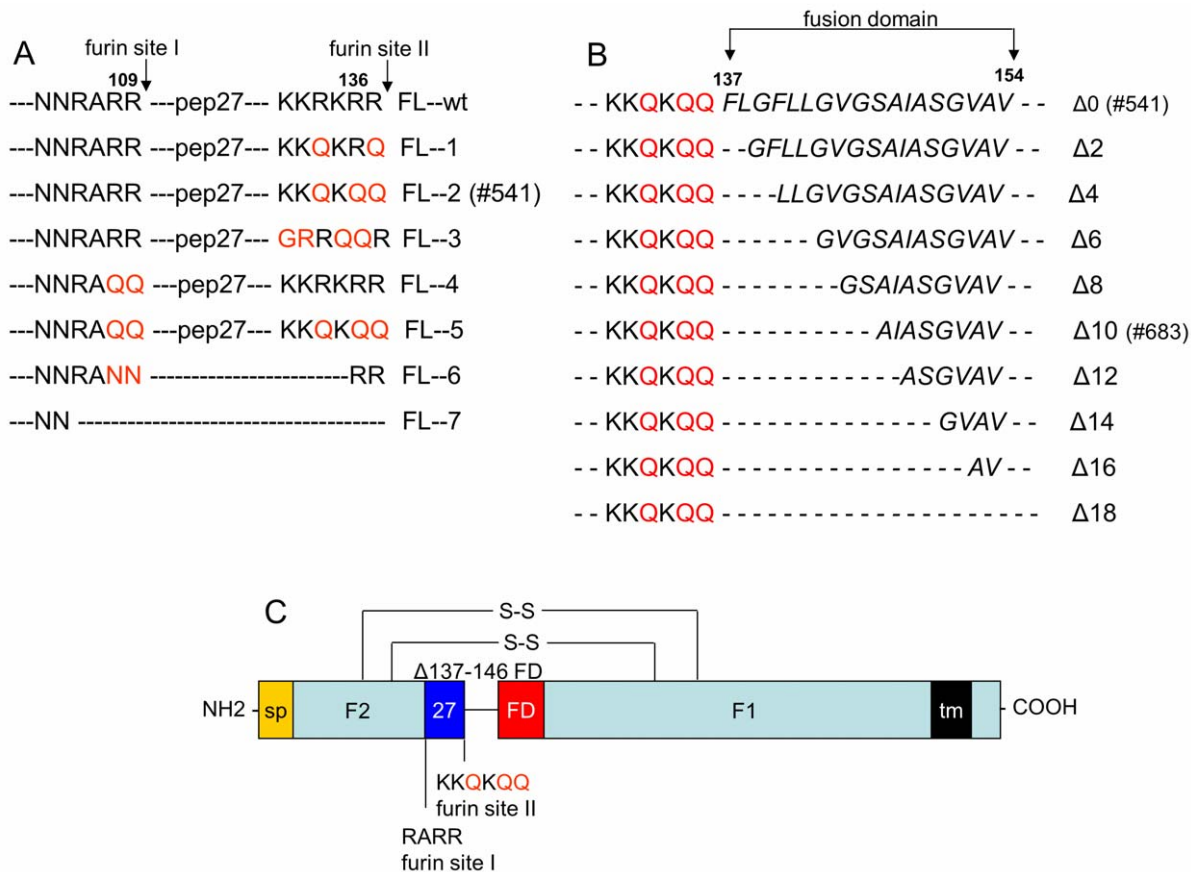 A
furin site I furin site II
109 136
---NNRARR ---pep27--- KKRKRR FL--wt
---NNRARR ---pep27--- KKQKRQ FL--1
---NNRARR ---pep27--- KKQKQQ FL--2 (#541)
---NNRARR ---pep27--- GRRQQR FL--3
---NNRAQQ ---pep27--- KKRKRR FL--4
---NNRAQQ ---pep27--- KKQKQQ FL--5
---NNRANN --------------------RR FL--6
---NN ------------------------------------- FL--7
B
fusion domain
137 154
- - KKQKQQ FLGFLLGVGSAIASGVAV - - Δ0 (#541)
- - KKQKQQ - - -GFLLGVGSAIASGVAV - - Δ2
- - KKQKQQ - - - -LLGVGSAIASGVAV - - Δ4
- - KKQKQQ - - - - - - GVGSAIASGVAV - - Δ6
- - KKQKQQ - - - - - - - -GSAIASGVAV - - Δ8
- - KKQKQQ - - - - - - - - - - AIASGVAV - - Δ10 (#683)
- - KKQKQQ - - - - - - - - - - - -ASGVAV - - Δ12
- - KKQKQQ - - - - - - - - - - - - - - GVAV - - Δ14
- - KKQKQQ - - - - - - - - - - - - - - - - AV - - Δ16
- - KKQKQQ - - - - - - - - - - - - - - - - - - - - - Δ18
C
S-S
S-S
Δ137-146 FD
NH2 sp F2 27 FD F1 tm COOH
KKQKQQ
furin site II
RARR
furin site I